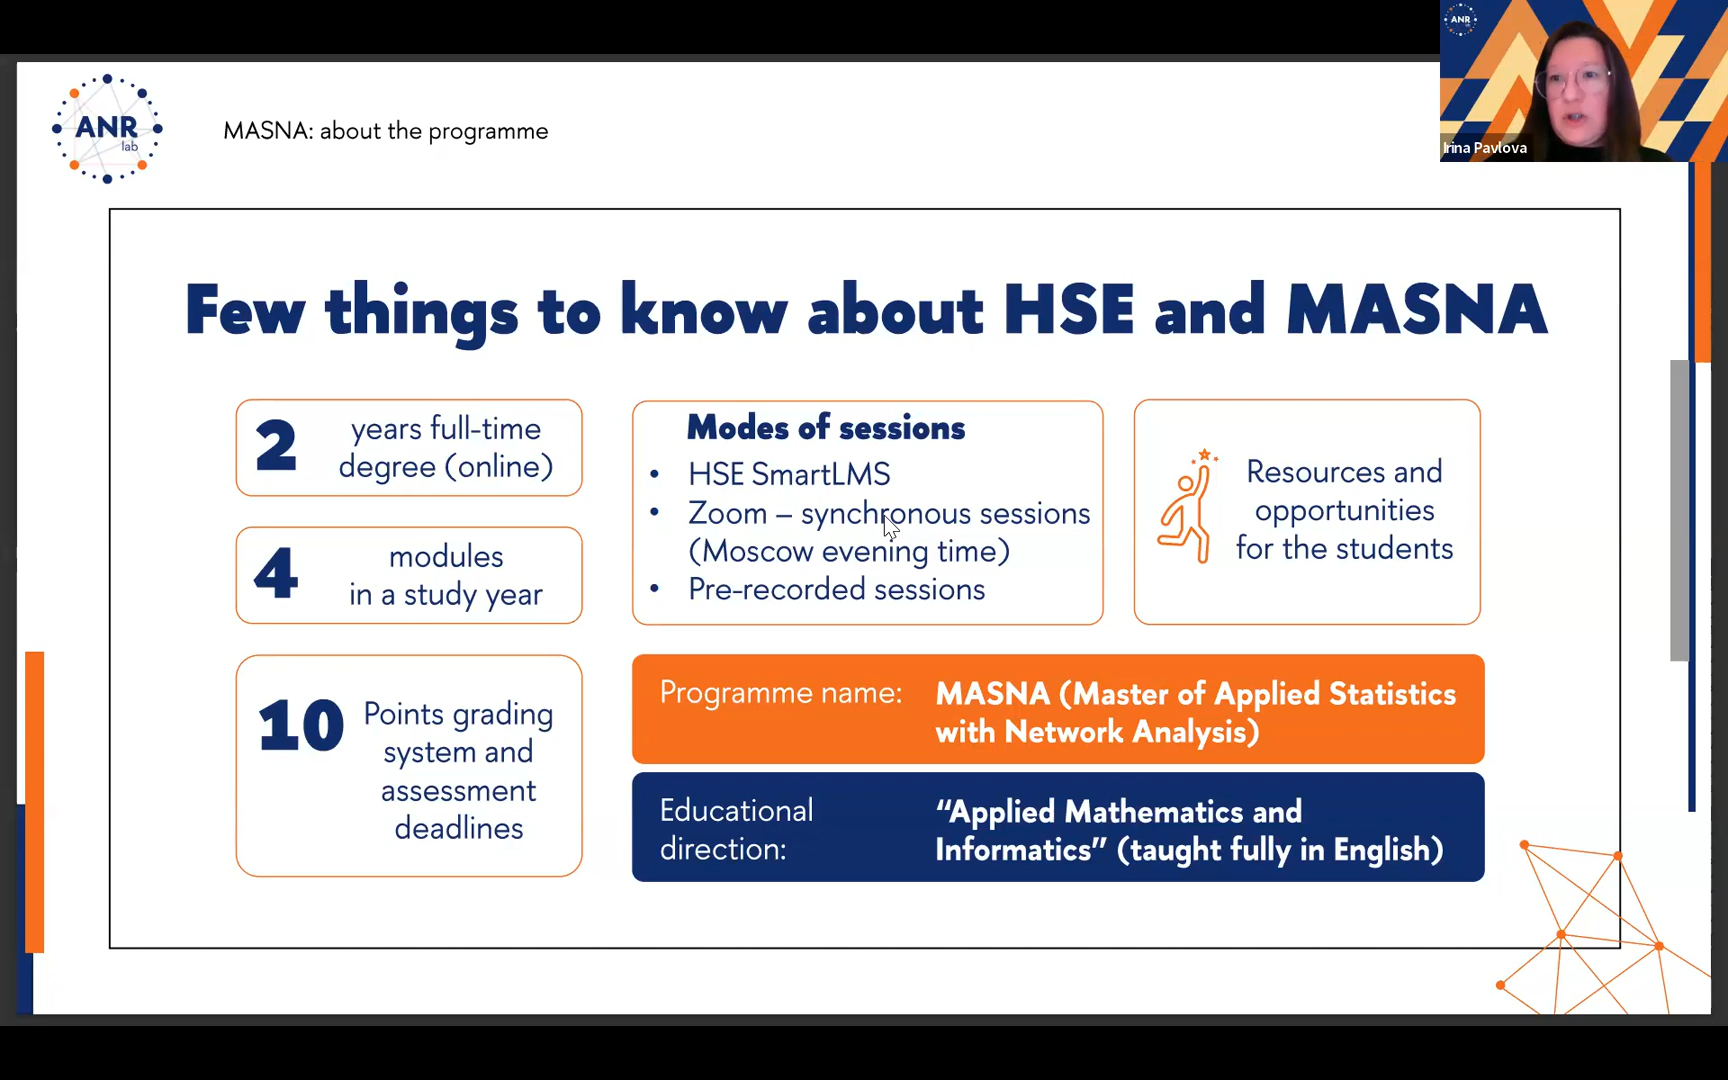 ANR
lab
MASNA: about the programme
ANR
lab
Irina Pavlova
Few things to know about HSE and MASNA
2
years full-time
degree (online)
4
modules
in a study year
10
Points grading
system and
assessment
deadlines
Modes of sessions
• HSE SmartLMS
• Zoom – synchronous sessions
(Moscow evening time)
• Pre-recorded sessions
Resources and
opportunities
for the students
Programme name:
MASNA (Master of Applied Statistics
with Network Analysis)
Educational
direction:
“Applied Mathematics and
Informatics” (taught fully in English)